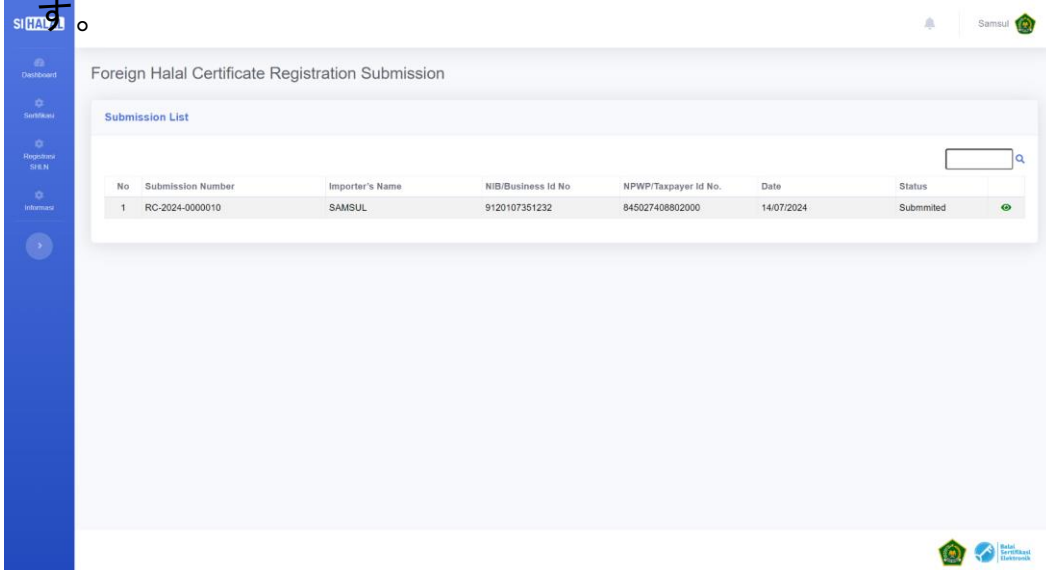 す。
SIHALAL
Samsul
Dashboard
Sertifikasi
Registrasi
SHLN
Informasi
Foreign Halal Certificate Registration Submission
Submission List
No Submission Number Importer's Name NIB/Business Id No NPWP/Taxpayer Id No. Date Status
1 RC-2024-0000010 SAMSUL 9120107351232 845027408802000 14/07/2024 Submmited
Balai
Sertifikasi
Elektronik